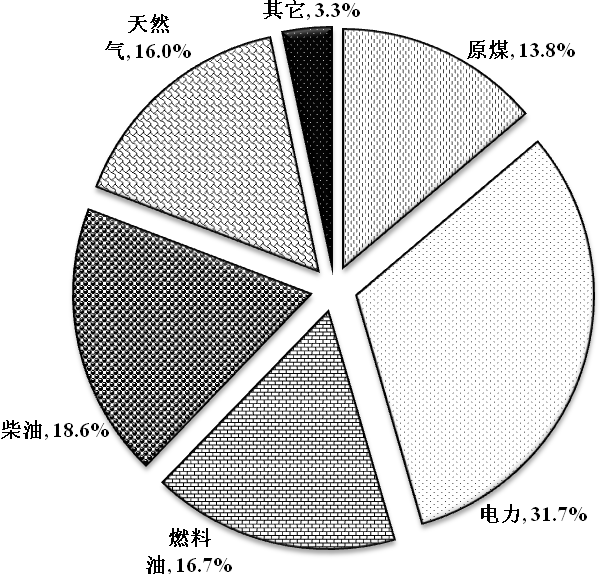 其它, 3.3%
天然
气, 16.0%
原煤, 13.8%
柴油, 18.6%
电力, 31.7%
燃料
油, 16.7%